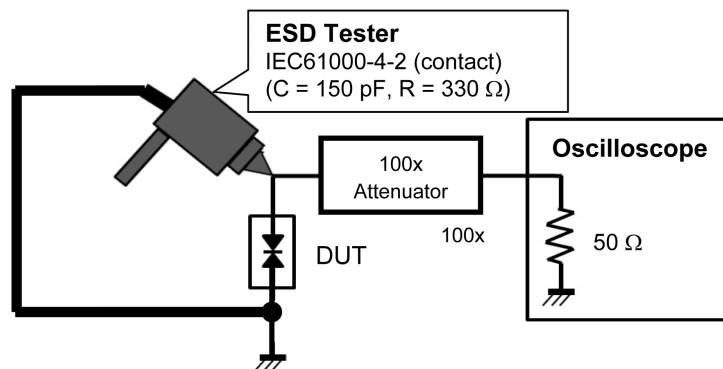 ESD Tester
IEC61000-4-2 (contact)
(C = 150 pF, R = 330 Ω)
100x
Attenuator
100x
Oscilloscope
50 Ω
DUT